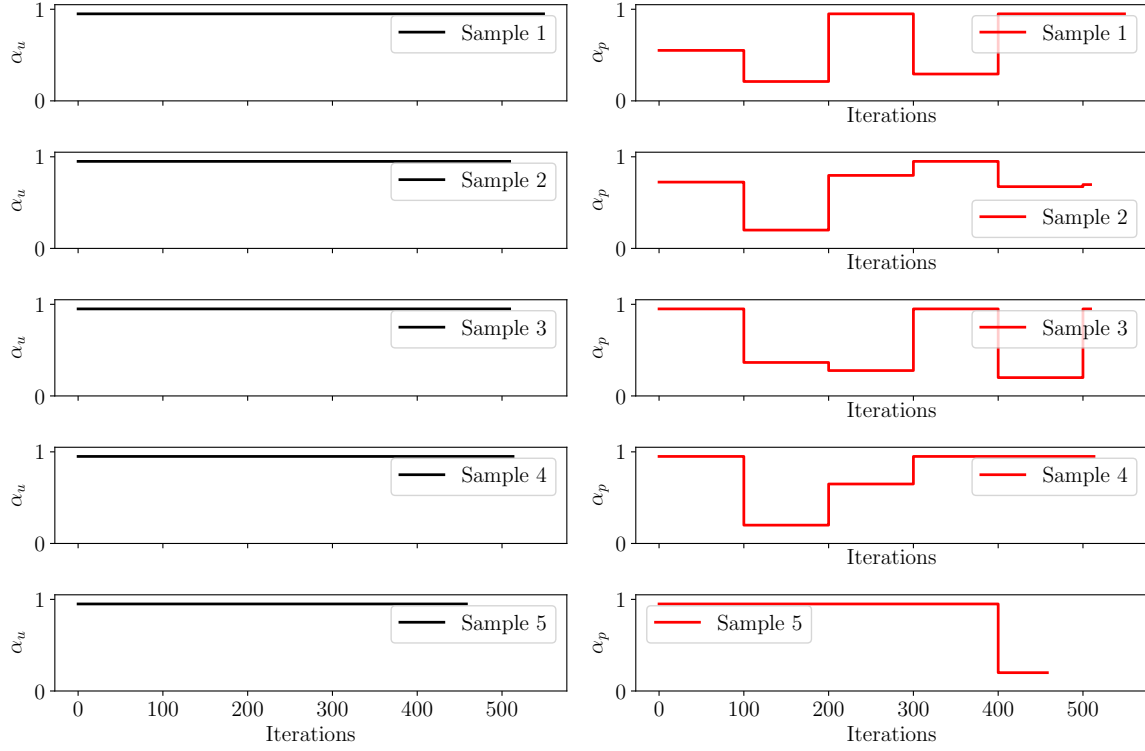 1
α_u
0
Sample 1
1
α_p
0
Sample 1
Iterations
1
α_u
0
Sample 2
1
α_p
0
Sample 2
Iterations
1
α_u
0
Sample 3
1
α_p
0
Sample 3
Iterations
1
α_u
0
Sample 4
1
α_p
0
Sample 4
Iterations
1
α_u
0
Sample 5
0 100 200 300 400 500
Iterations
1
α_p
0
Sample 5
0 100 200 300 400 500
Iterations